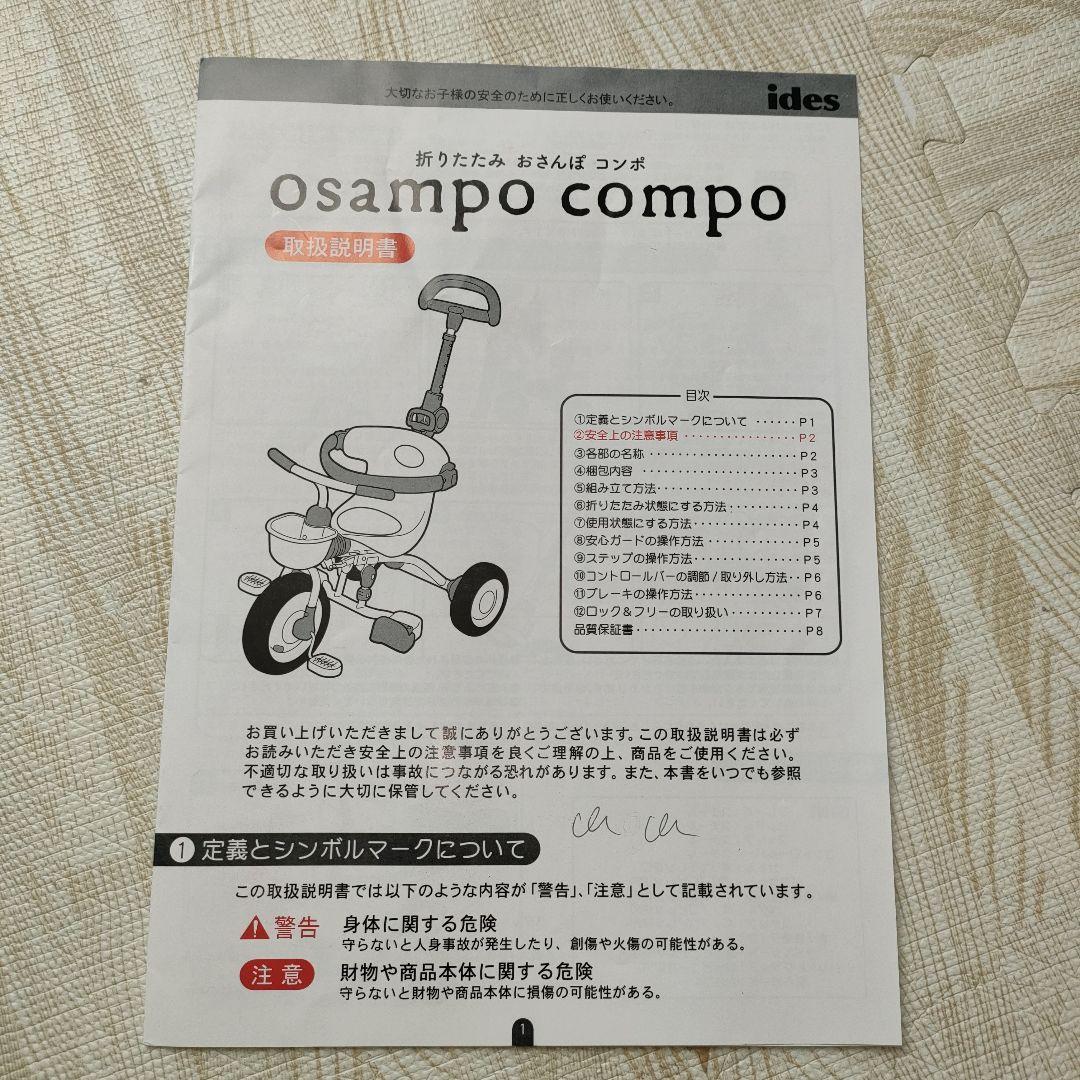 大切なお子様の安全のために正しくお使いください。
ides
折りたたみ おさんぽ コンポ
osampo compo
取扱説明書
目次
①定義とシンボルマークについて ・・・・・・P1
②安全上の注意事項 ・・・・・・・・・・・・・・・・P2
③各部の名称 ・・・・・・・・・・・・・・・・・・・・P2
④梱包内容 ・・・・・・・・・・・・・・・・・・・・・P3
⑤組み立て方法・・・・・・・・・・・・・・・・・・・・P3
⑥折りたたみ状態にする方法・・・・・・・・・・P4
⑦使用状態にする方法・・・・・・・・・・・・・・・P4
⑧安心ガードの操作方法 ・・・・・・・・・・・・・P5
⑨ステップの操作方法・・・・・・・・・・・・・・・P5
⑩コントロールバーの調節/取り外し方法・・P6
⑪ブレーキの操作方法・・・・・・・・・・・・・・・P6
⑫ロック＆フリーの取り扱い・・・・・・・・・・P7
品質保証書・・・・・・・・・・・・・・・・・・・・・・・P8
お買い上げいただきまして誠にありがとうございます。この取扱説明書は必ず
お読みいただき安全上の注意事項を良くご理解の上、商品をご使用ください。
不適切な取り扱いは事故につながる恐れがあります。また、本書をいつでも参照
できるように大切に保管してください。
1 定義とシンボルマークについて
この取扱説明書では以下のような内容が「警告」、「注意」として記載されています。
警告 身体に関する危険
守らないと人身事故が発生したり、創傷や火傷の可能性がある。
注意 財物や商品本体に関する危険
守らないと財物や商品本体に損傷の可能性がある。
1